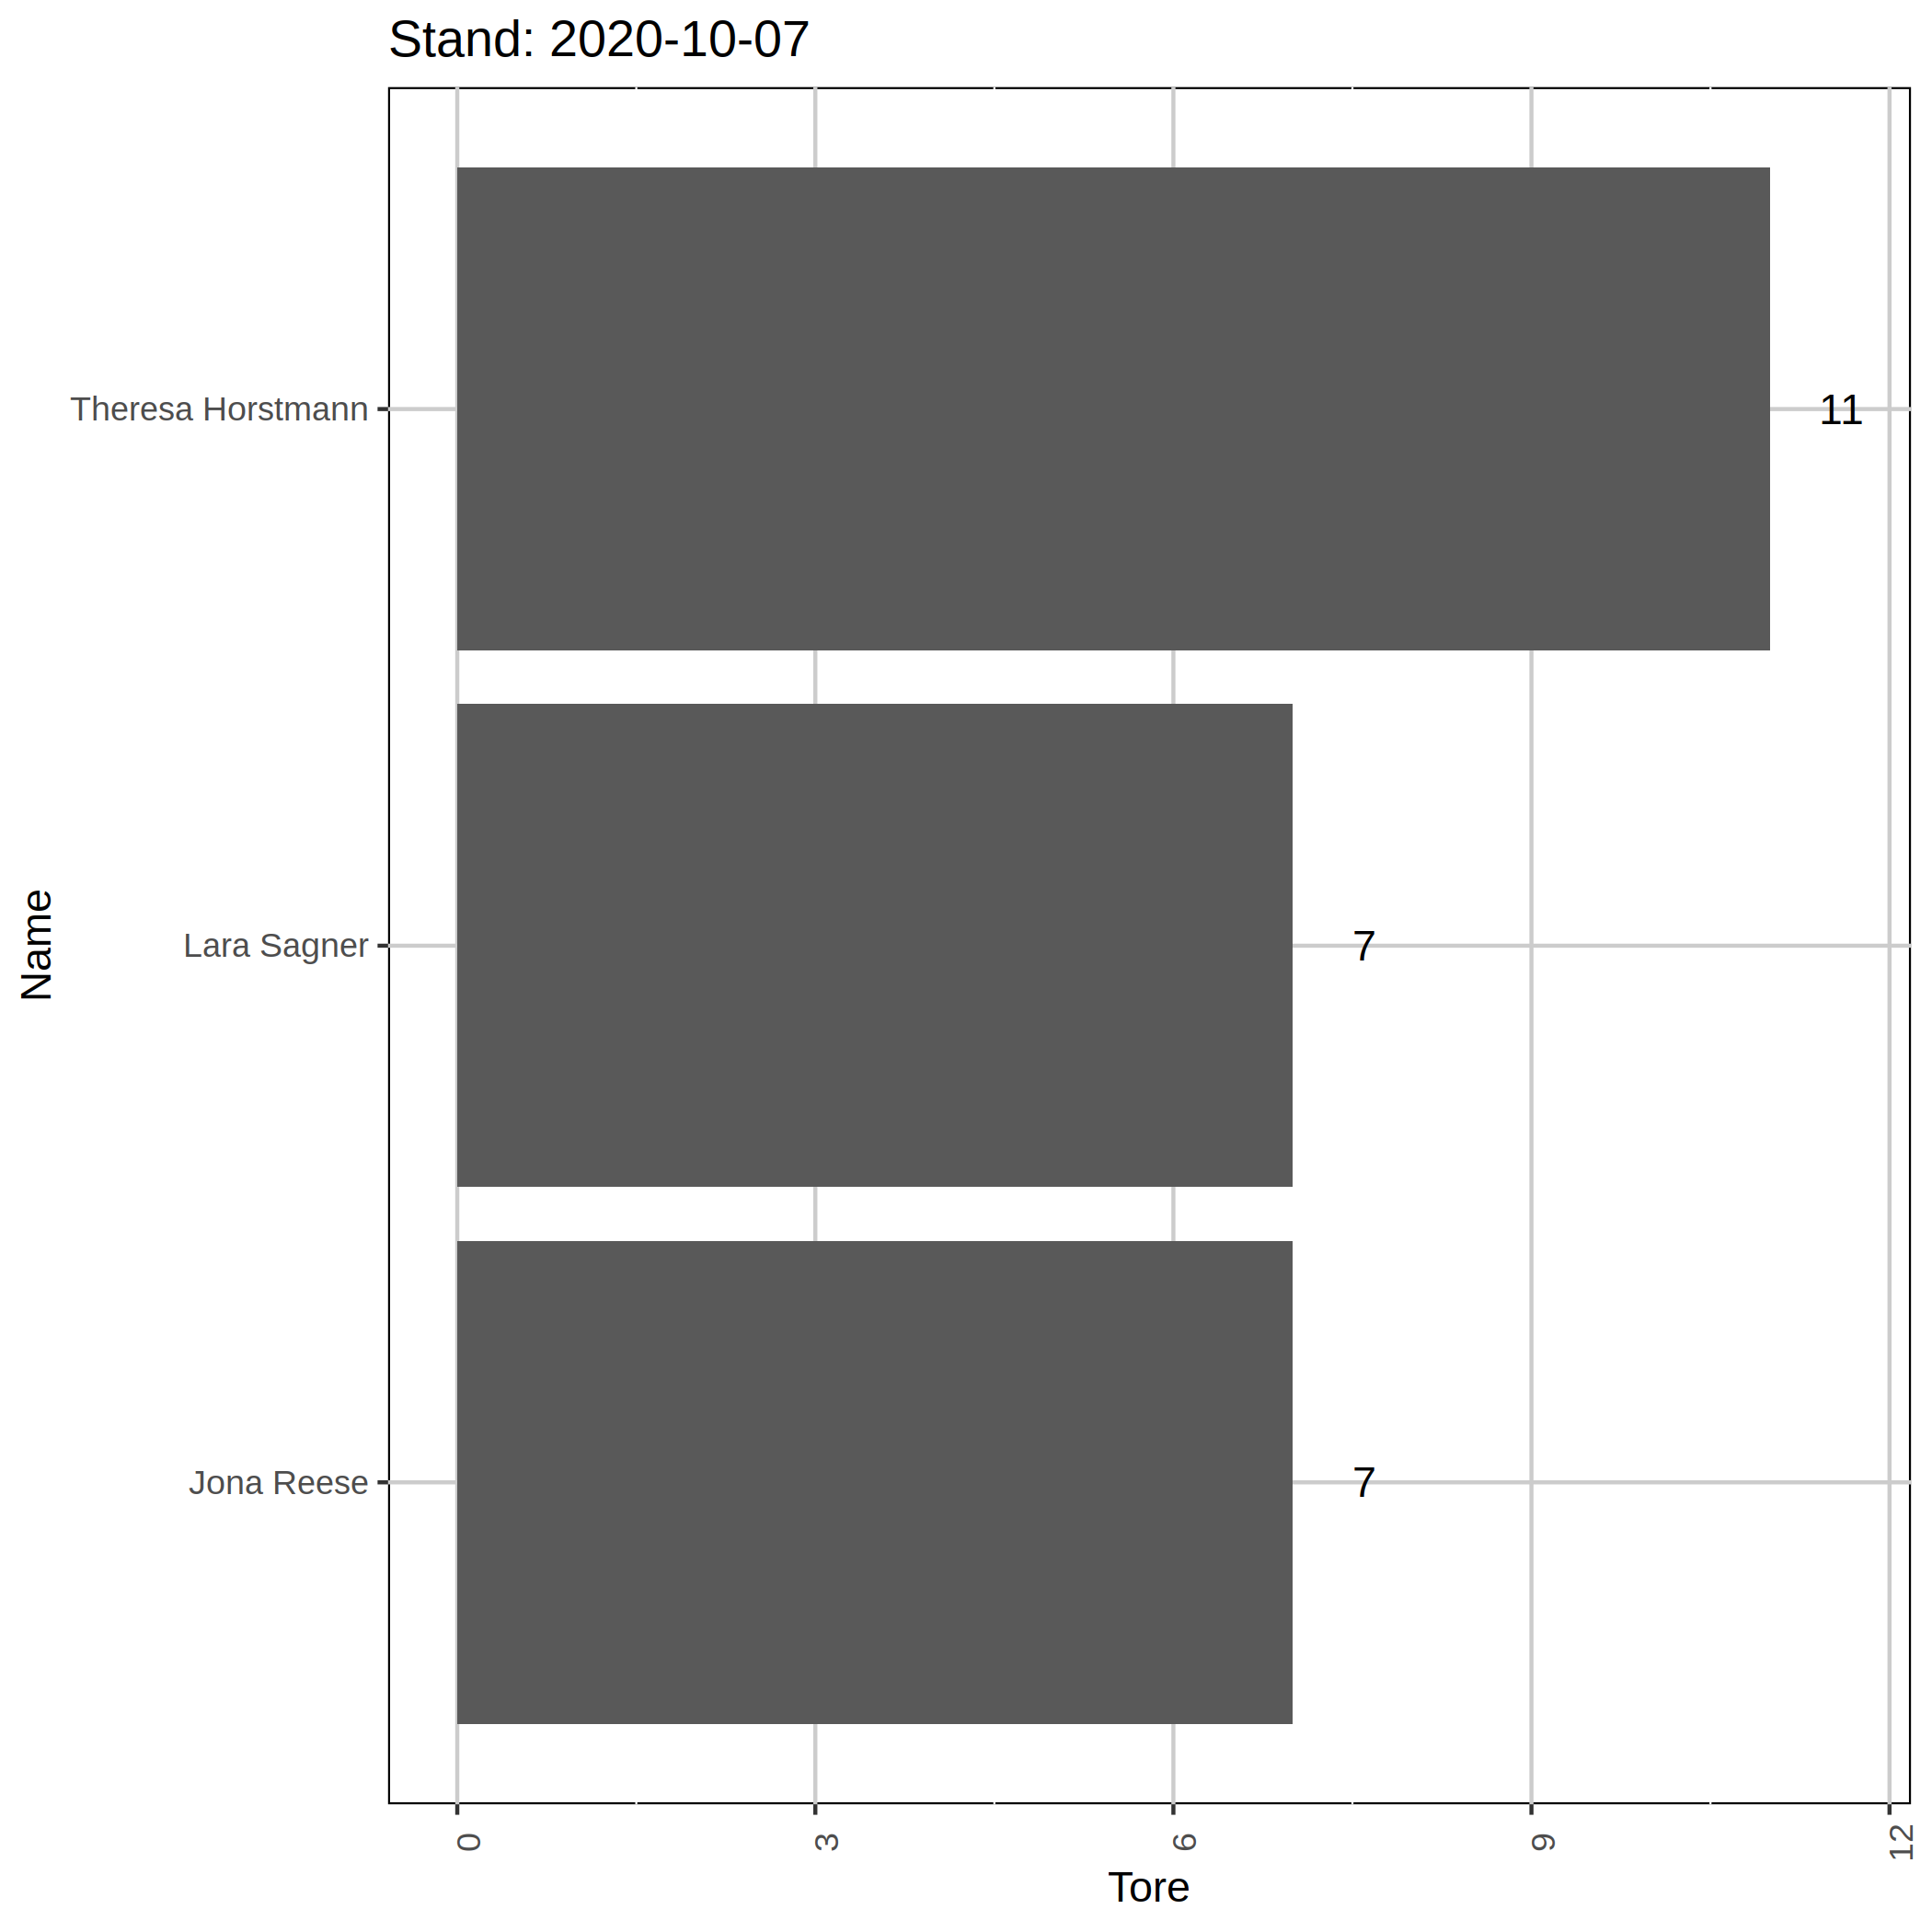 Stand: 2020-10-07
Name
Theresa Horstmann
11
Lara Sagner
7
Jona Reese
7
0 3 6 9 12
Tore